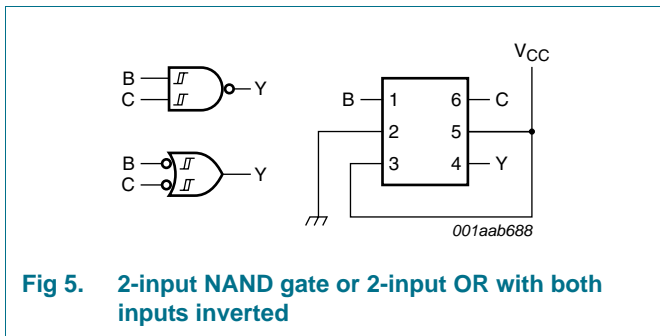 B
C
Y
B
C
Y
VCC
B 1 6 C
2 5
3 4 Y
001aab688
Fig 5. 2-input NAND gate or 2-input OR with both
inputs inverted